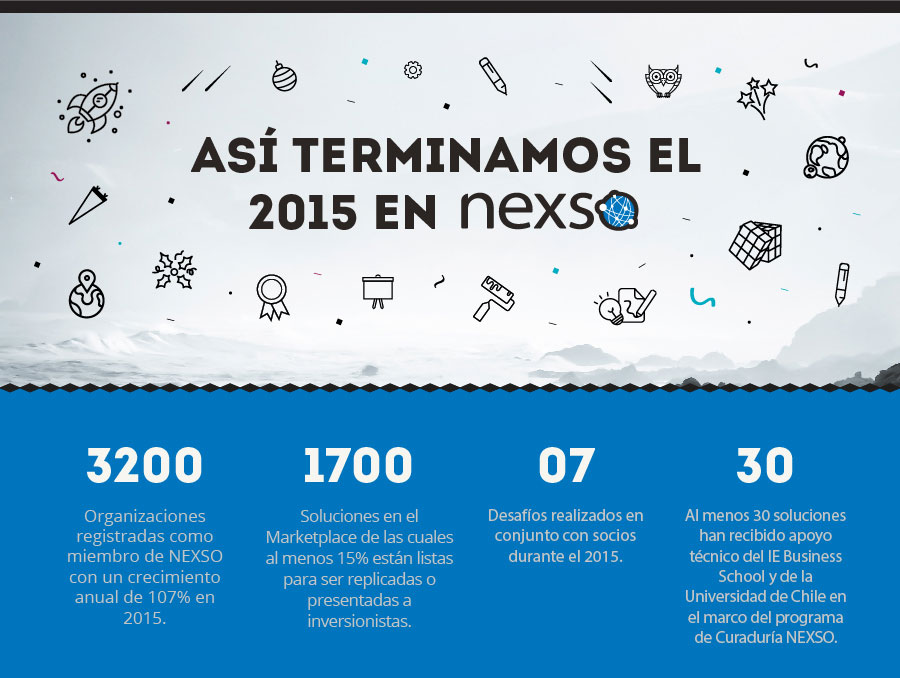 ASÍ TERMINAMOS EL
2015 EN nexso
3200
Organizaciones
registradas como
miembro de NEXSO
con un crecimiento
anual de 107% en
2015.
1700
Soluciones en el
Marketplace de las cuales
al menos 15% están listas
para ser replicadas o
presentadas a
inversionistas.
07
Desafíos realizados en
conjunto con socios
durante el 2015.
30
Al menos 30 soluciones
han recibido apoyo
técnico del IE Business
School y de la
Universidad de Chile en
el marco del programa
de Curaduría NEXSO.